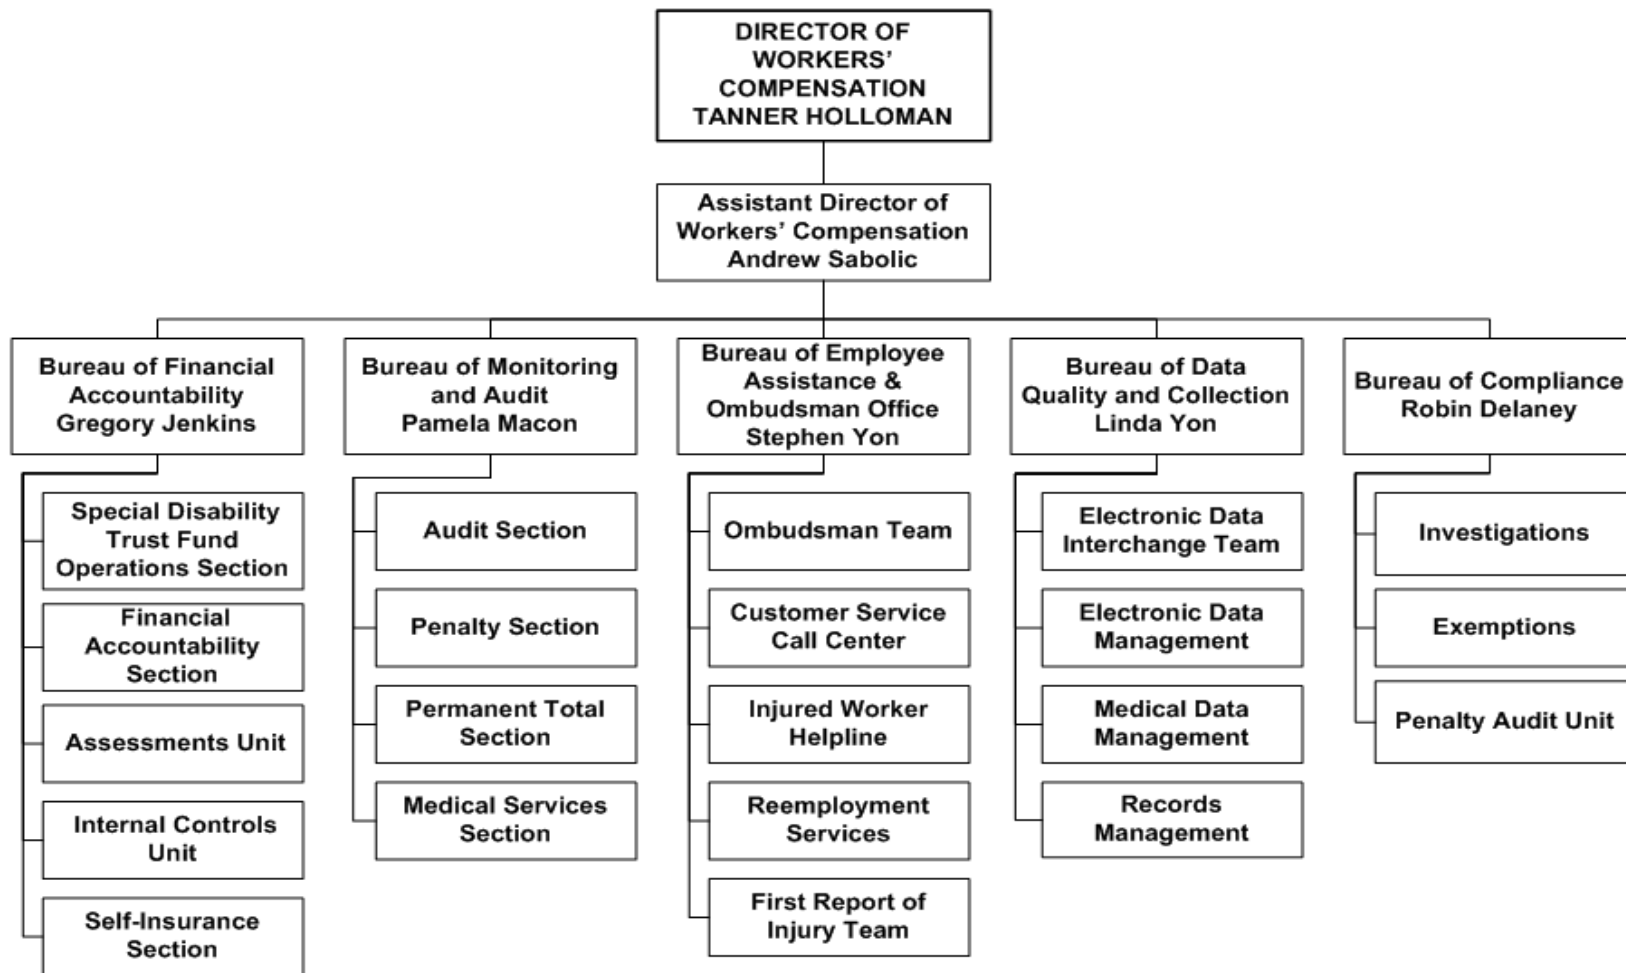 DIRECTOR OF
WORKERS’
COMPENSATION
TANNER HOLLOMAN
Assistant Director of
Workers’ Compensation
Andrew Sabolic
Bureau of Financial
Accountability
Gregory Jenkins
Special Disability
Trust Fund
Operations Section
Financial
Accountability
Section
Assessments Unit
Internal Controls
Unit
Self-Insurance
Section
Bureau of Monitoring
and Audit
Pamela Macon
Audit Section
Penalty Section
Permanent Total
Section
Medical Services
Section
Bureau of Employee
Assistance &
Ombudsman Office
Stephen Yon
Ombudsman Team
Customer Service
Call Center
Injured Worker
Helpline
Reemployment
Services
First Report of
Injury Team
Bureau of Data
Quality and Collection
Linda Yon
Electronic Data
Interchange Team
Electronic Data
Management
Medical Data
Management
Records
Management
Bureau of Compliance
Robin Delaney
Investigations
Exemptions
Penalty Audit Unit